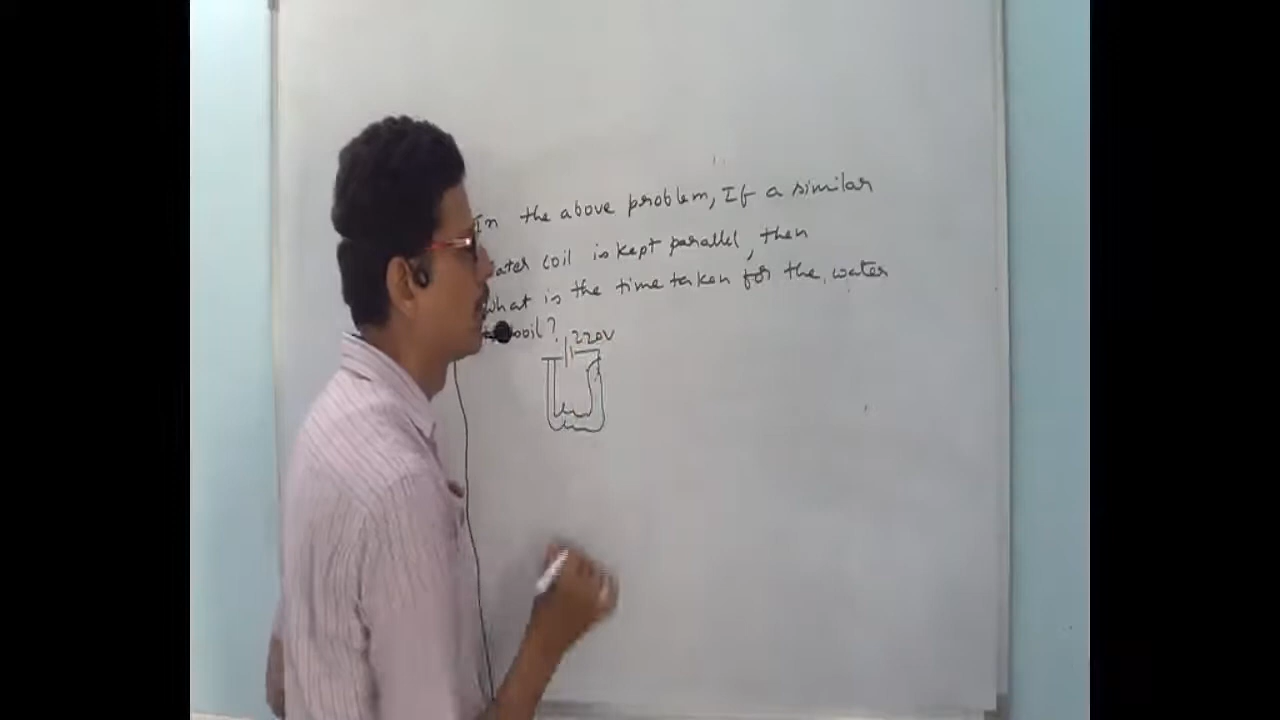 In the above problem, If a similar
ater coil is kept parallel, then
what is the time taken for the water
boil?
220V